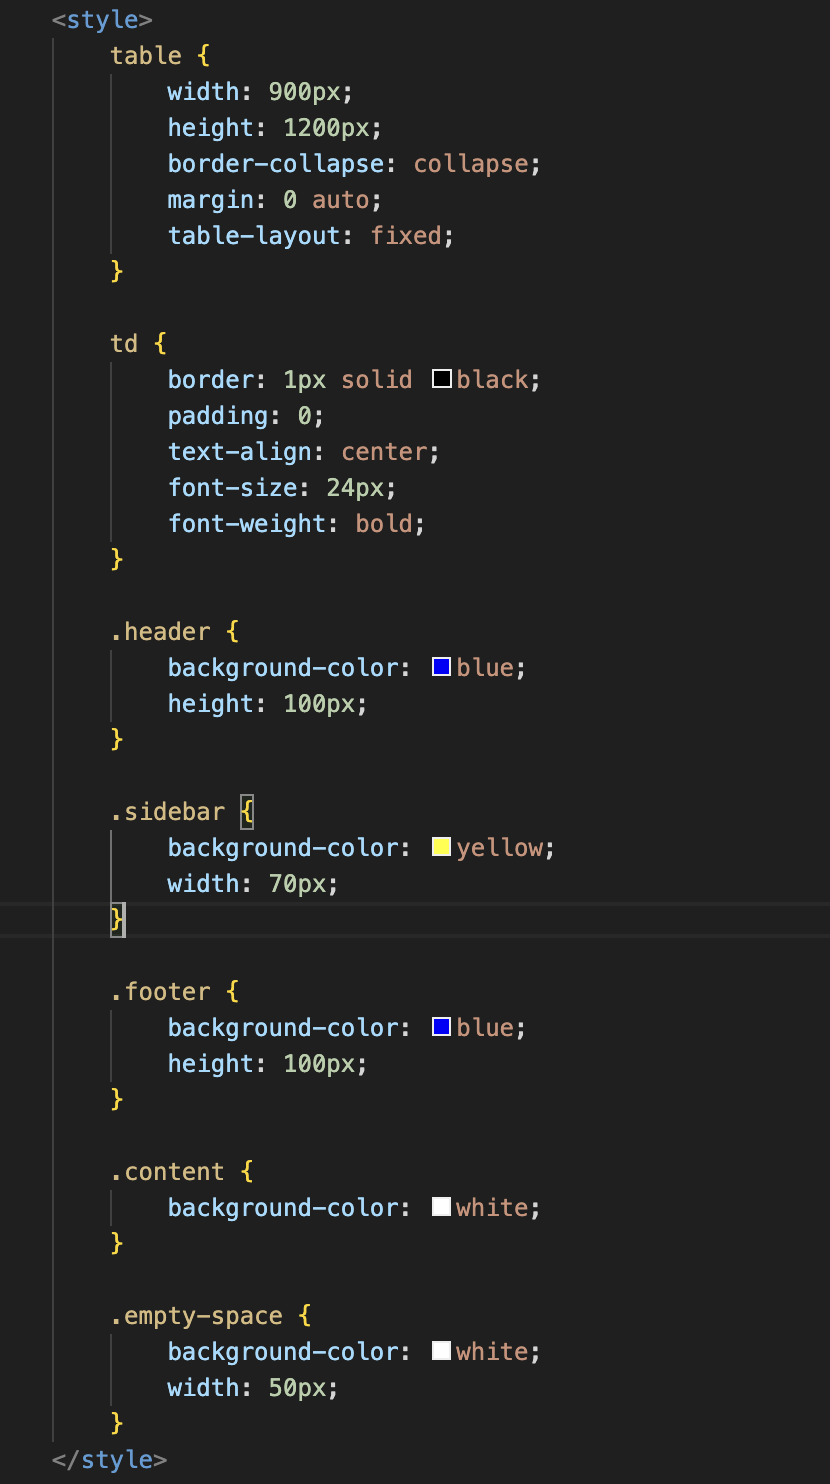 <style>
table {
width: 900px;
height: 1200px;
border-collapse: collapse;
margin: 0 auto;
table-layout: fixed;
}
td {
border: 1px solid black;
padding: 0;
text-align: center;
font-size: 24px;
font-weight: bold;
}
.header {
background-color: blue;
height: 100px;
}
.sidebar {
background-color: yellow;
width: 70px;
}
.footer {
background-color: blue;
height: 100px;
}
.content {
background-color: white;
}
.empty-space {
background-color: white;
width: 50px;
}
</style>